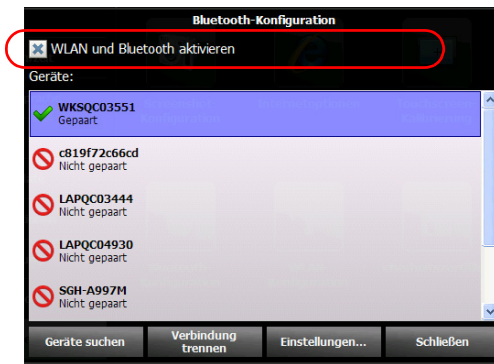 Bluetooth-Konfiguration
WLAN und Bluetooth aktivieren
Geräte:
WKSQC03551
Gepaart
c819f72c66cd
Nicht gepaart
LAPQC03444
Nicht gepaart
LAPQC04930
Nicht gepaart
SGH-A997M
Nicht gepaart
Geräte suchen
Verbindung
trennen
Einstellungen...
Schließen